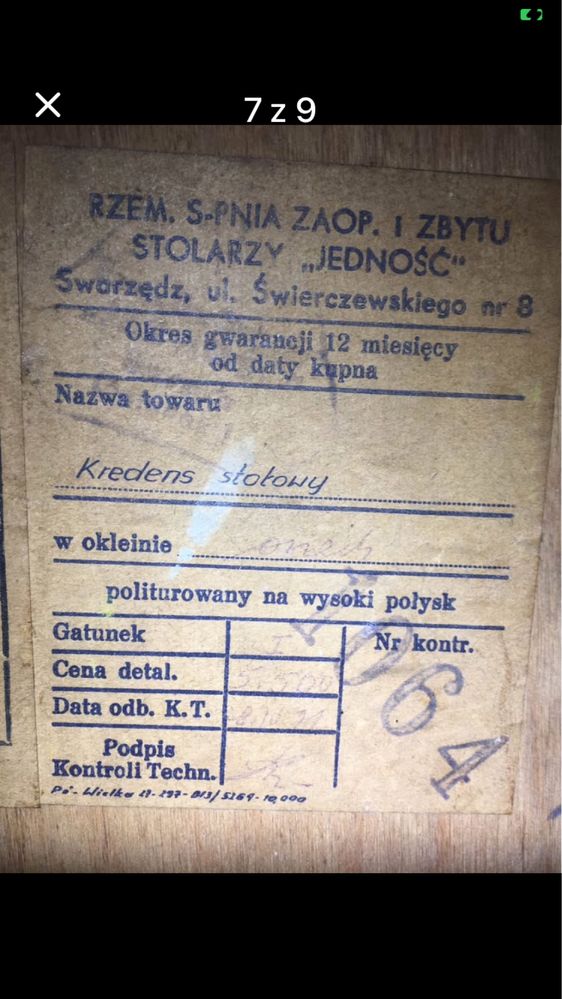 7 z 9
RZEM. S-PNIA ZAOP. I ZBYTU
STOLARZY „JEDNOŚĆ”
Swarzędz, ul. Świerczewskiego nr 8
Okres gwarancji 12 miesięcy
od daty kupna
Nazwa towaru
Kredens stołowy
w okleinie orzech
politurowany na wysoki połysk
Gatunek I Nr kontr.
Cena detal.
Data odb. K.T.
1064
Podpis
Kontroli Techn.